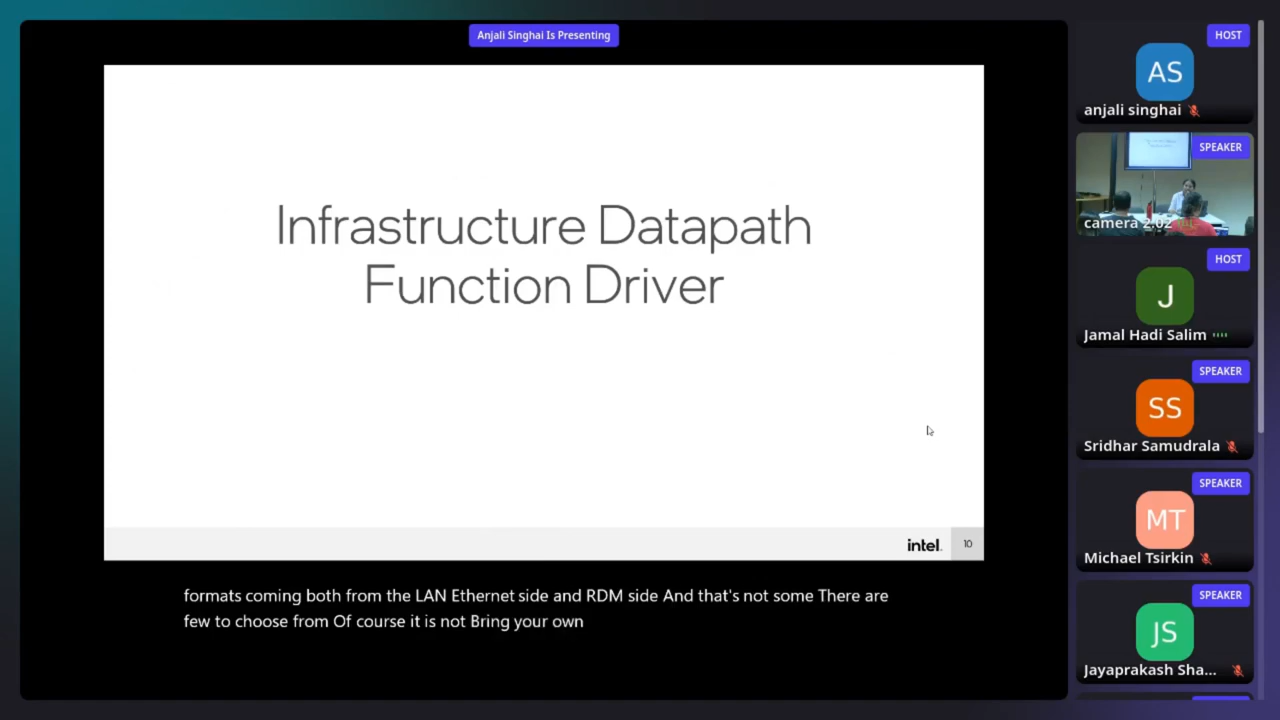 Anjali Singhai Is Presenting
Infrastructure Datapath
Function Driver
intel.
10
formats coming both from the LAN Ethernet side and RDM side And that's not some There are
few to choose from Of course it is not Bring your own
HOST
AS
anjali singhai
SPEAKER
camera 2.02
HOST
J
Jamal Hadi Salim
SPEAKER
SS
Sridhar Samudrala
SPEAKER
MT
Michael Tsirkin
SPEAKER
JS
Jayaprakash Sha...